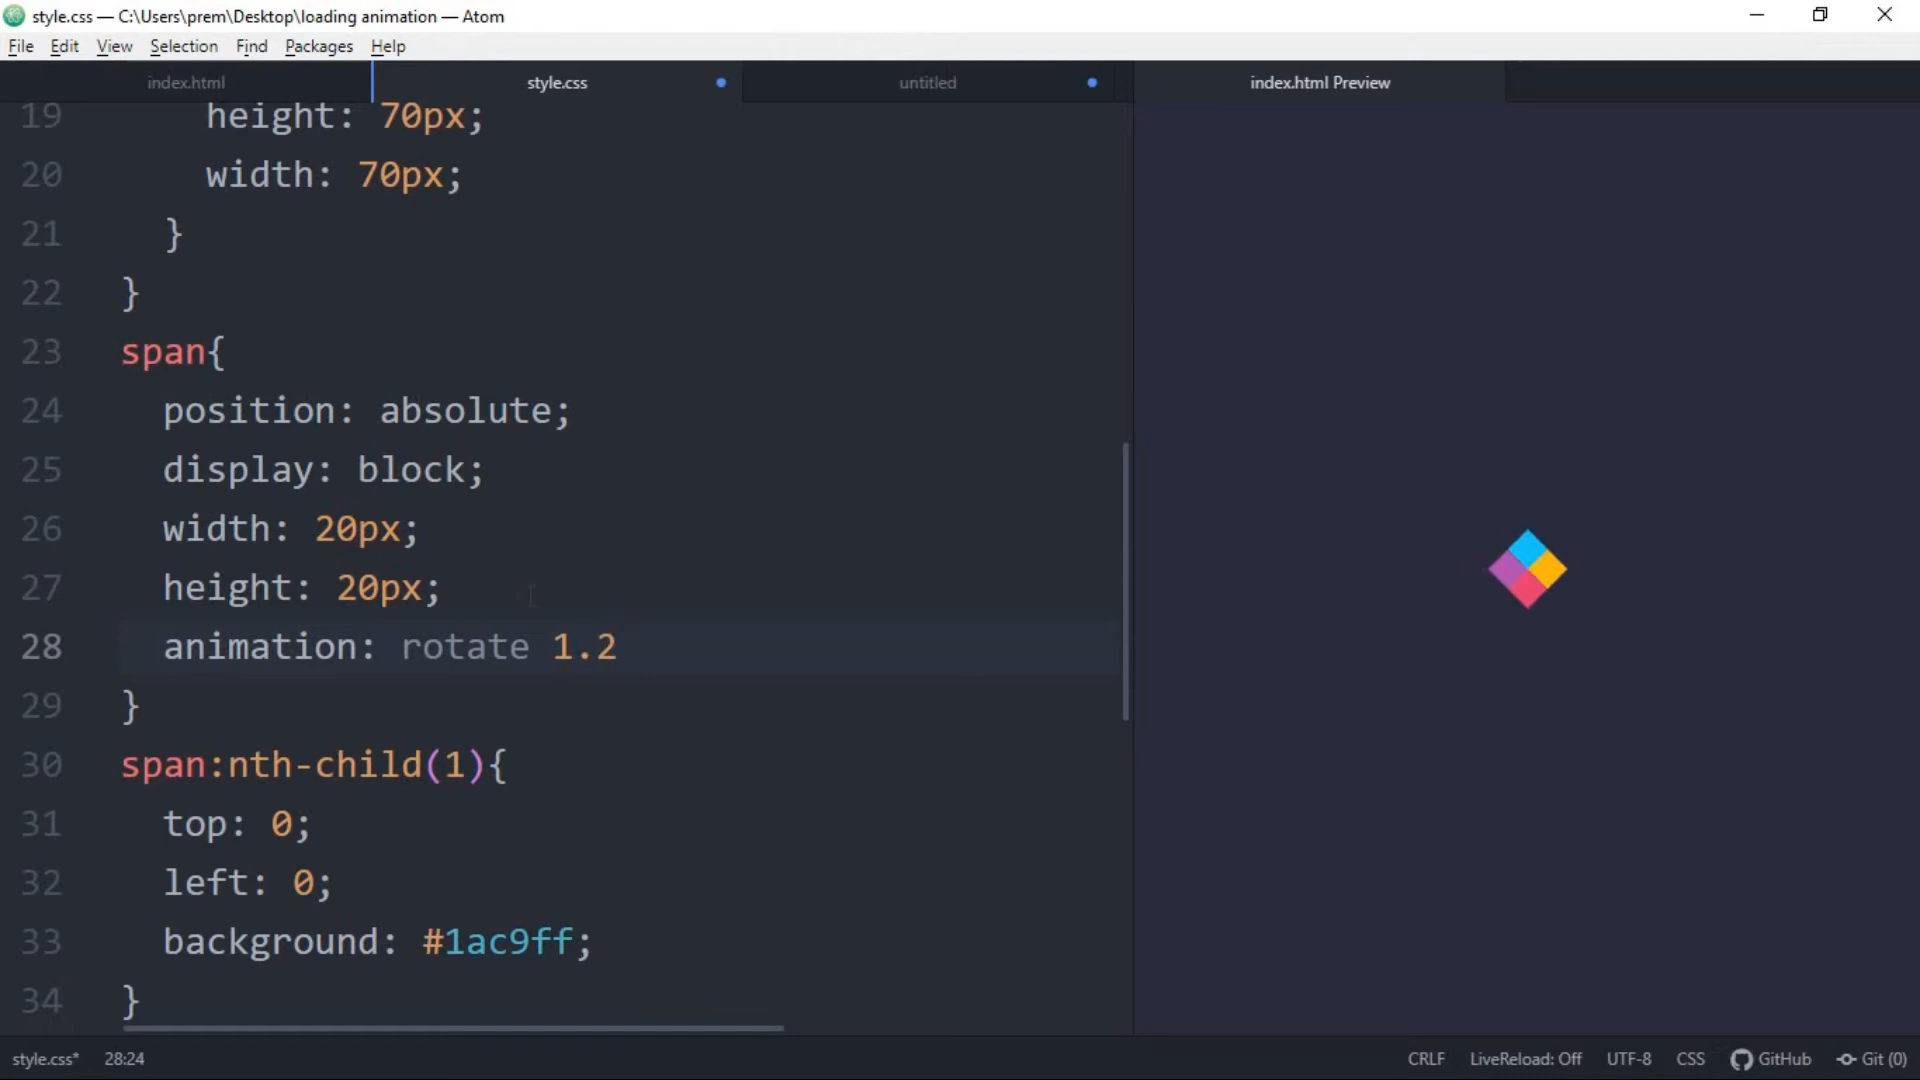 style.css — C:\Users\prem\Desktop\loading animation — Atom
File Edit View Selection Find Packages Help
index.html style.css untitled index.html Preview
19 height: 70px;
20 width: 70px;
21 }
22 }
23 span{
24 position: absolute;
25 display: block;
26 width: 20px;
27 height: 20px;
28 animation: rotate 1.2
29 }
30 span:nth-child(1){
31 top: 0;
32 left: 0;
33 background: #1ac9ff;
34 }
style.css* 28:24 CRLF LiveReload: Off UTF-8 CSS GitHub Git (0)